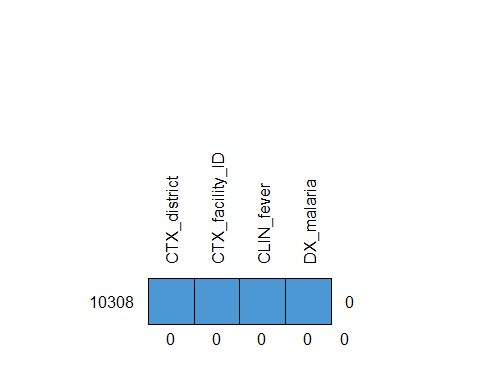 CTX_district
CTX_facility_ID
CLIN_fever
DX_malaria
10308 0
0 0 0 0 0